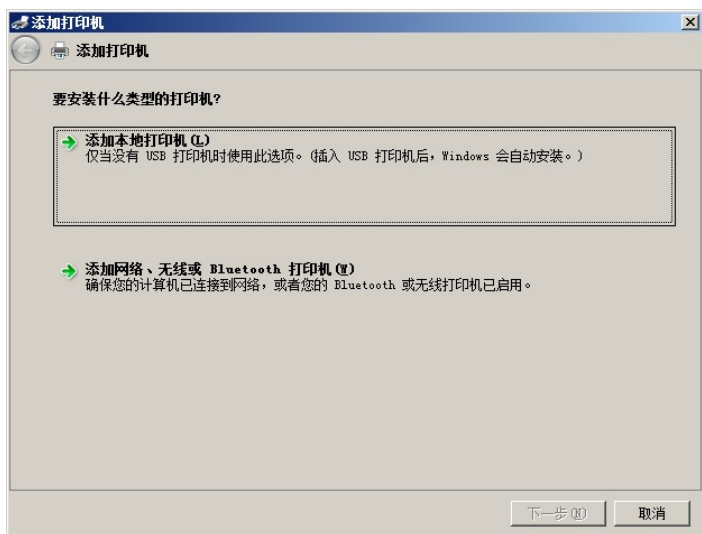 添加打印机
添加打印机
要安装什么类型的打印机?
添加本地打印机(L)
仅当没有 USB 打印机时使用此选项。(插入 USB 打印机后，Windows 会自动安装。)
添加网络、无线或 Bluetooth 打印机(W)
确保您的计算机已连接到网络，或者您的 Bluetooth 或无线打印机已启用。
下一步(N) 取消